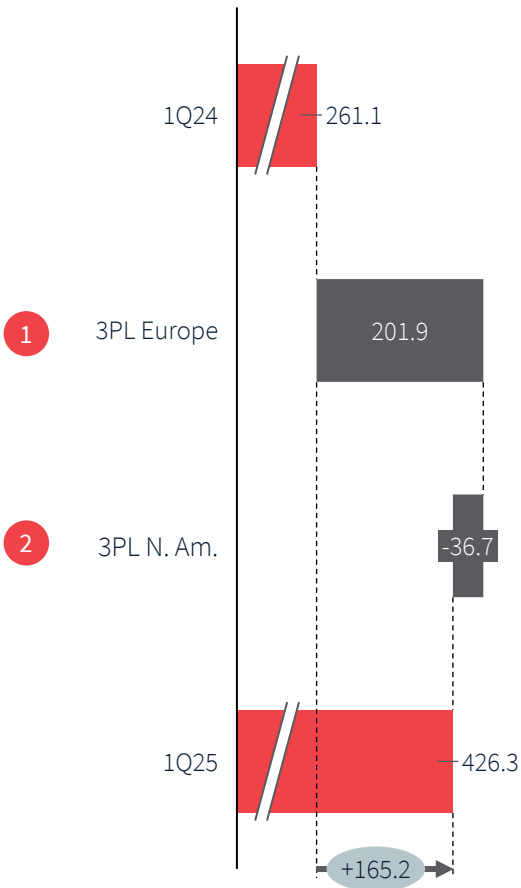 1Q24 261.1
1 3PL Europe 201.9
2 3PL N. Am. -36.7
1Q25 426.3
+165.2